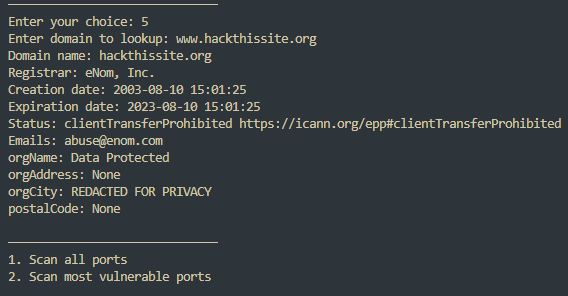 Enter your choice: 5
Enter domain to lookup: www.hackthissite.org
Domain name: hackthissite.org
Registrar: eNom, Inc.
Creation date: 2003-08-10 15:01:25
Expiration date: 2023-08-10 15:01:25
Status: clientTransferProhibited https://icann.org/epp#clientTransferProhibited
Emails: abuse@enom.com
orgName: Data Protected
orgAddress: None
orgCity: REDACTED FOR PRIVACY
postalCode: None
1. Scan all ports
2. Scan most vulnerable ports